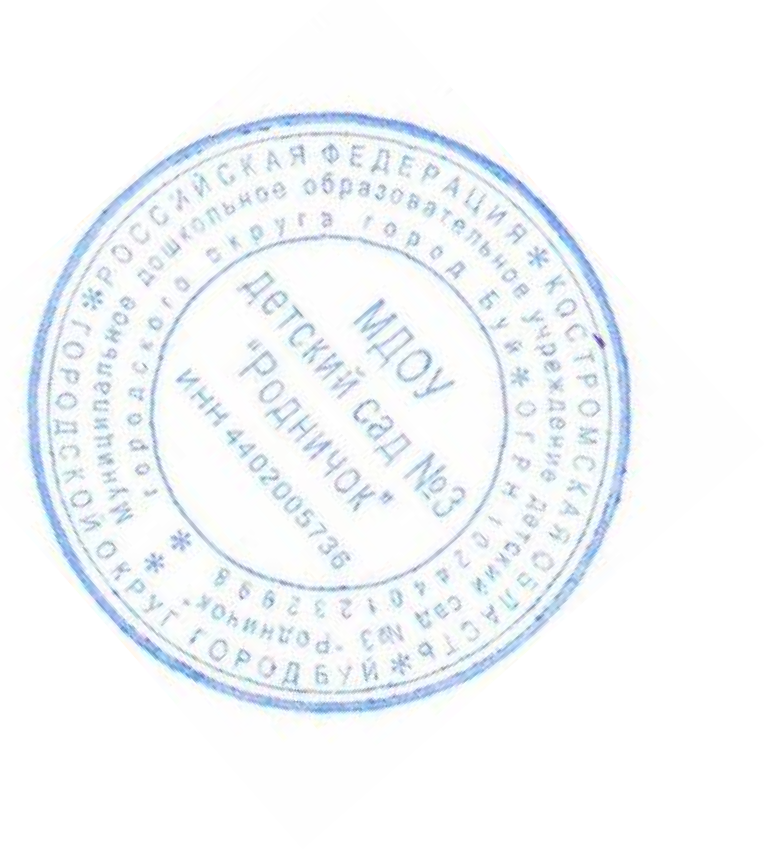 * РОССИЙСКАЯ ФЕДЕРАЦИЯ * КОСТРОМСКАЯ ОБЛАСТЬ * ГОРОДСКОЙ ОКРУГ ГОРОД БУЙ
* Муниципальное дошкольное образовательное учреждение детский сад №3 "Родничок"
* городского округа город Буй * ОГРН 1024401232998
МДОУ
детский сад №3
"Родничок"
ИНН 4402005736